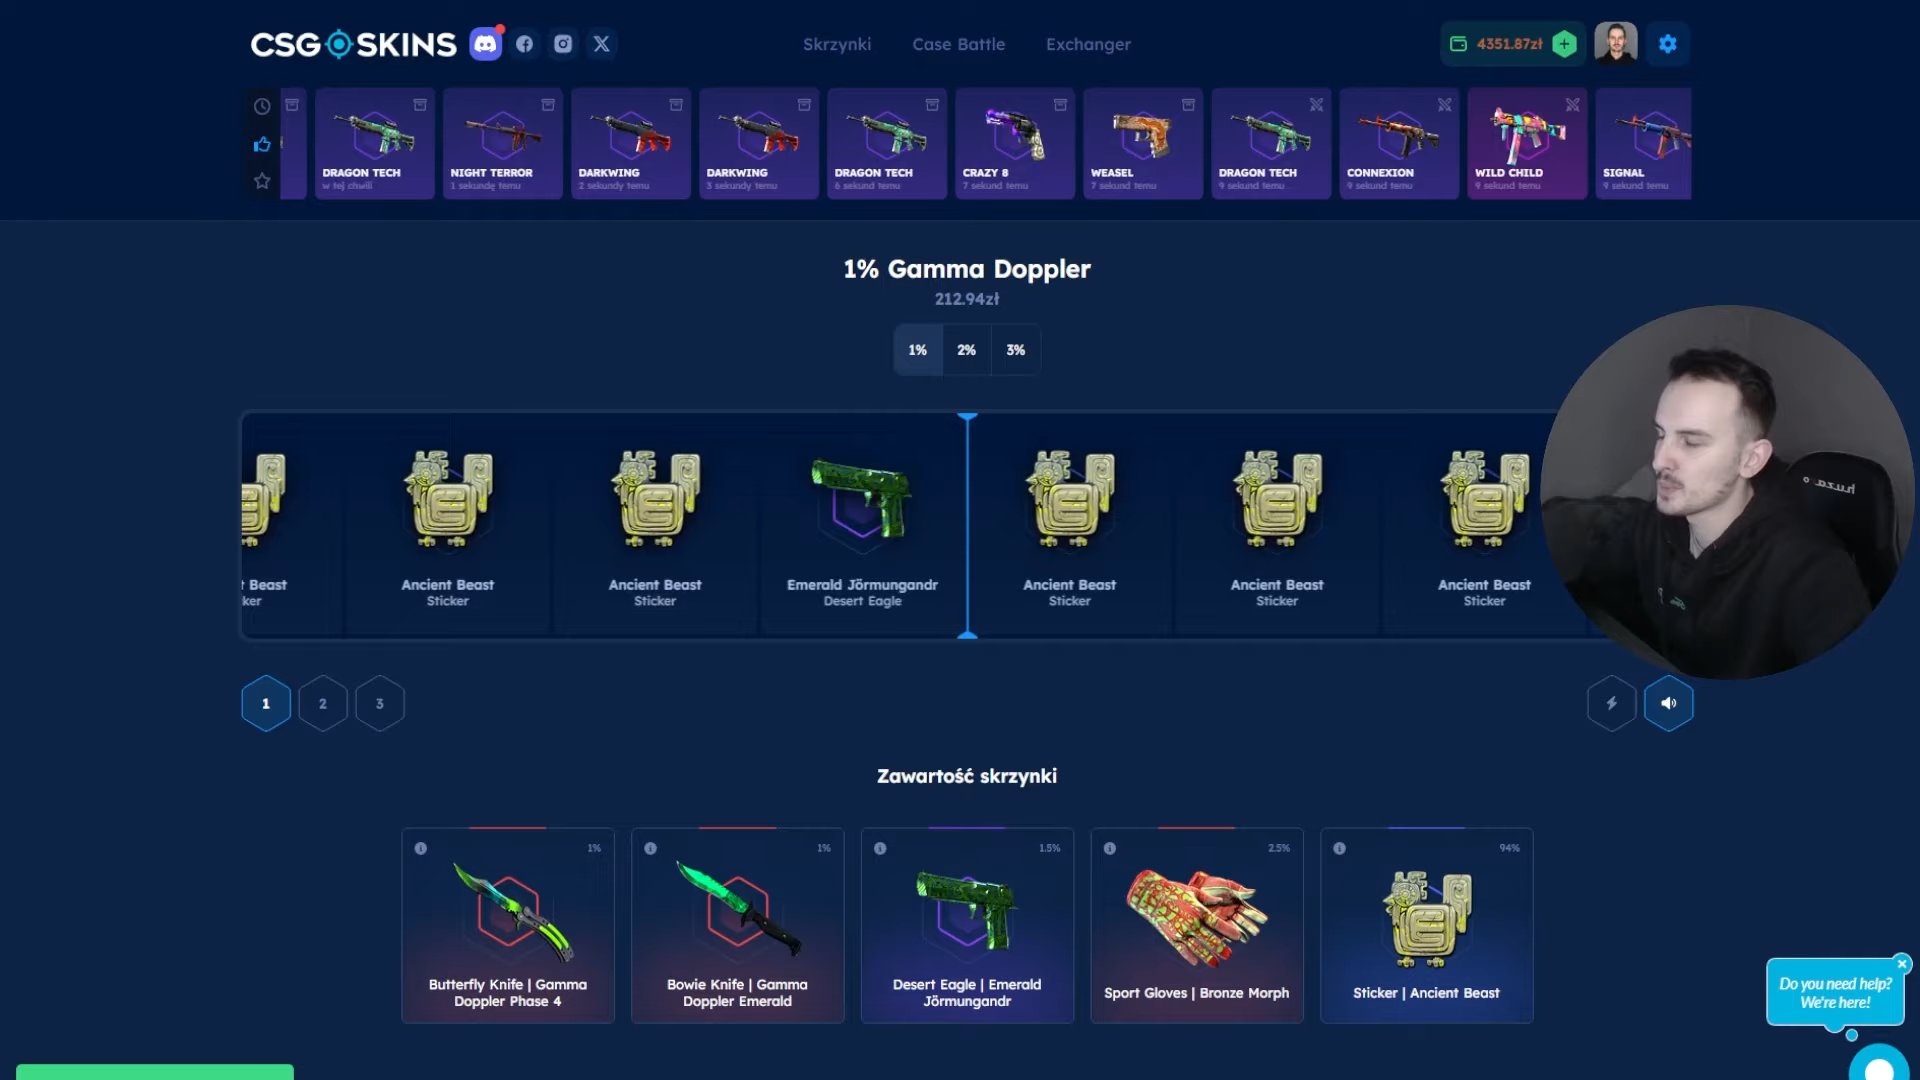 CSG SKINS
Skrzynki
Case Battle
Exchanger
4351.87zł
DRAGON TECH
w tej chwili
NIGHT TERROR
1 sekundę temu
DARKWING
2 sekundy temu
DARKWING
3 sekundy temu
DRAGON TECH
6 sekund temu
CRAZY 8
7 sekund temu
WEASEL
7 sekund temu
DRAGON TECH
9 sekund temu
CONNEXION
9 sekund temu
WILD CHILD
9 sekund temu
SIGNAL
9 sekund temu
1% Gamma Doppler
212.94zł
1%
2%
3%
t Beast
ker
Ancient Beast
Sticker
Ancient Beast
Sticker
Emerald Jörmungandr
Desert Eagle
Ancient Beast
Sticker
Ancient Beast
Sticker
Ancient Beast
Sticker
1
2
3
Zawartość skrzynki
1%
Butterfly Knife | Gamma
Doppler Phase 4
1%
Bowie Knife | Gamma
Doppler Emerald
1.5%
Desert Eagle | Emerald
Jörmungandr
2.5%
Sport Gloves | Bronze Morph
94%
Sticker | Ancient Beast
Do you need help?
We're here!